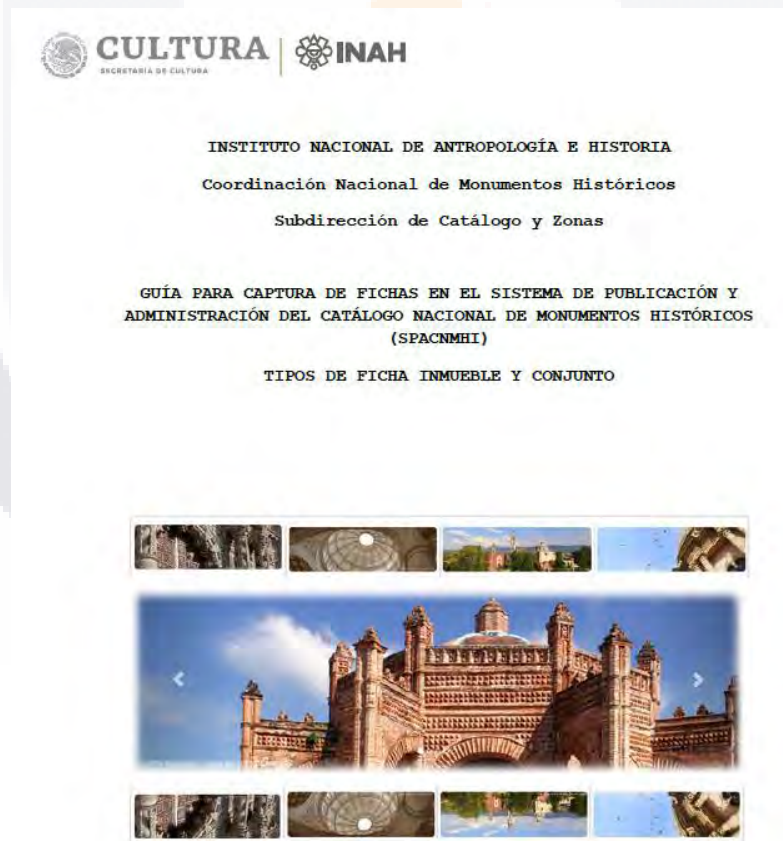 CULTURA
SECRETARÍA DE CULTURA
INAH
INSTITUTO NACIONAL DE ANTROPOLOGÍA E HISTORIA
Coordinación Nacional de Monumentos Históricos
Subdirección de Catálogo y Zonas
GUÍA PARA CAPTURA DE FICHAS EN EL SISTEMA DE PUBLICACIÓN Y
ADMINISTRACIÓN DEL CATÁLOGO NACIONAL DE MONUMENTOS HISTÓRICOS
(SPACNMHI)
TIPOS DE FICHA INMUEBLE Y CONJUNTO